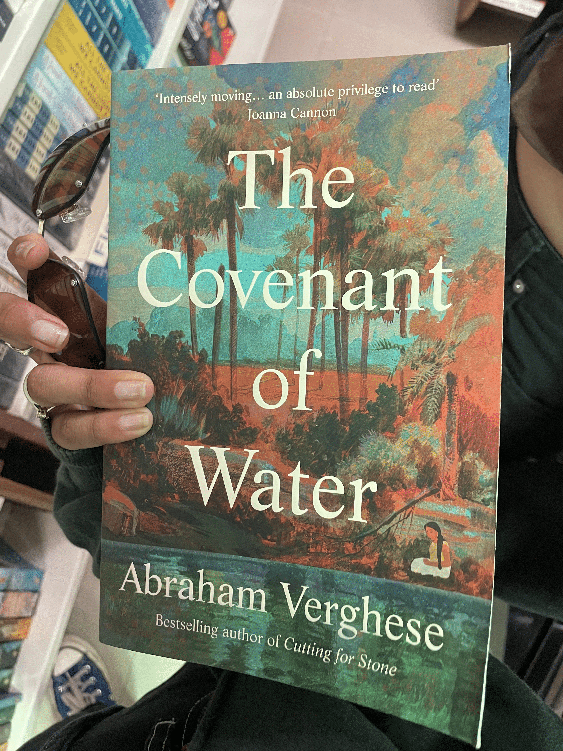 'Intensely moving... an absolute privilege to read'
Joanna Cannon
The
Covenant
of
Water
Abraham Verghese
Bestselling author of Cutting for Stone